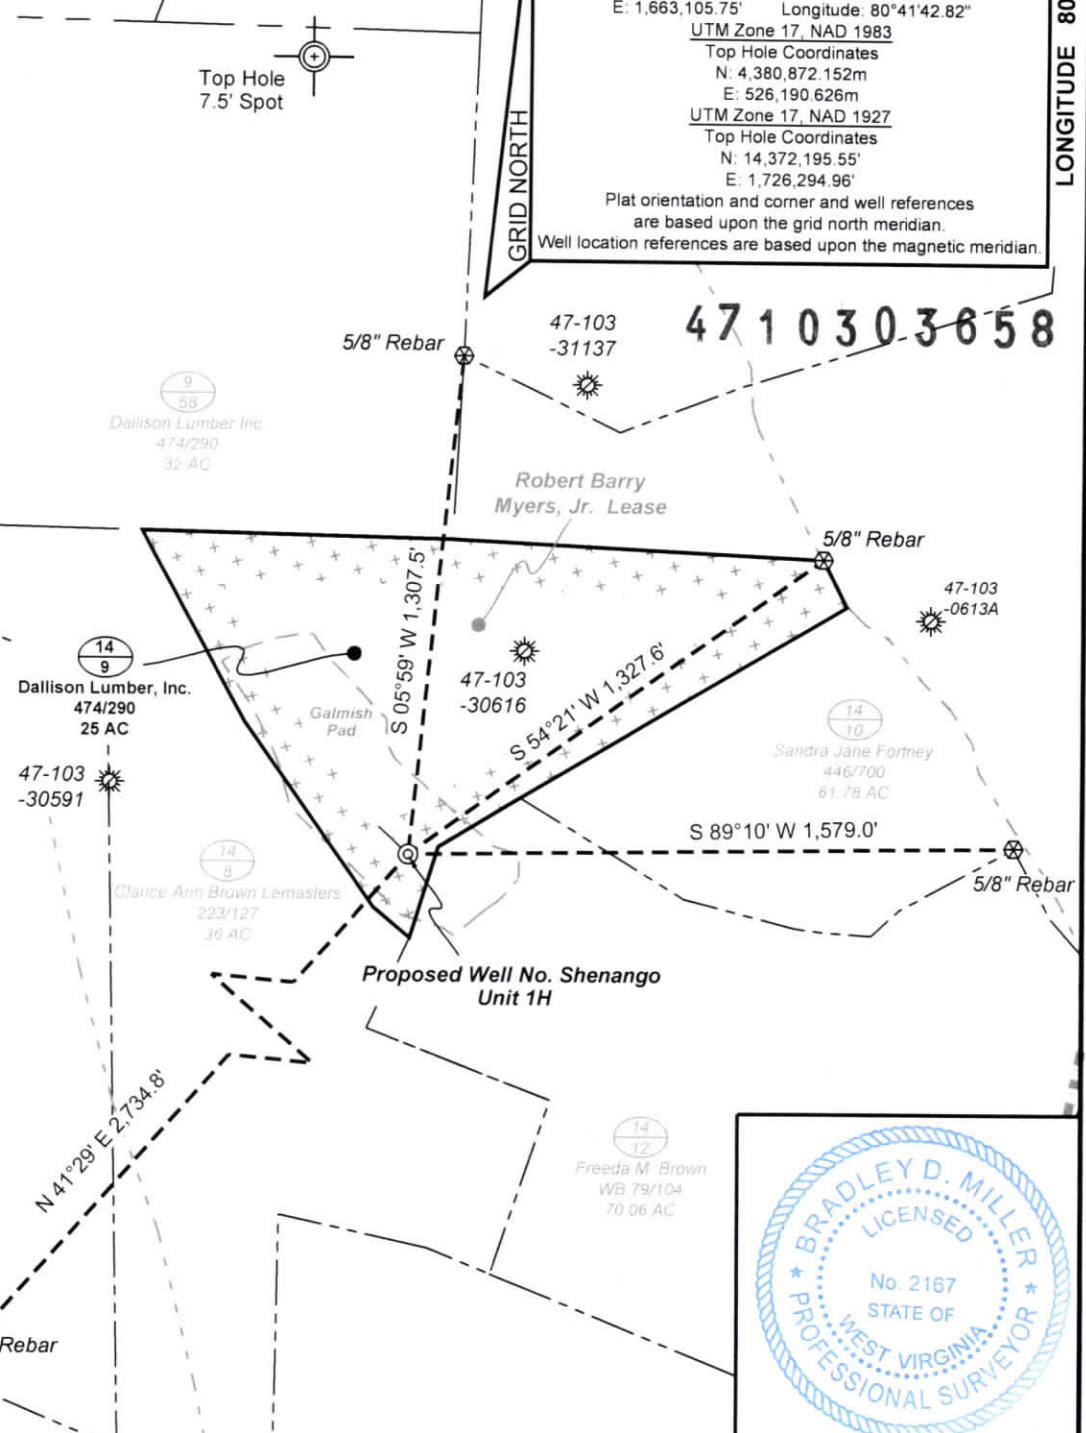 E: 1,663,105.75' Longitude: 80°41'42.82"
UTM Zone 17, NAD 1983
Top Hole Coordinates
N: 4,380,872.152m
E: 526,190.626m
UTM Zone 17, NAD 1927
Top Hole Coordinates
N: 14,372,195.55'
E: 1,726,294.96'
Plat orientation and corner and well references
are based upon the grid north meridian.
Well location references are based upon the magnetic meridian.
LONGITUDE 80
GRID NORTH
Top Hole
7.5' Spot
4710303658
5/8" Rebar
47-103
-31137
9
58
Dallison Lumber Inc
474/290
32 AC
Robert Barry
Myers, Jr. Lease
5/8" Rebar
47-103
-0613A
S 05°59' W 1,307.5'
14
9
Dallison Lumber, Inc.
474/290
25 AC
47-103
-30616
S 54°21' W 1,327.6'
Galmish
Pad
14
10
Sandra Jane Fortney
446/700
61.78 AC
47-103
-30591
S 89°10' W 1,579.0'
5/8" Rebar
14
8
Clarice Ann Brown Lemasters
223/127
36 AC
Proposed Well No. Shenango
Unit 1H
N 41°29' E 2,734.8'
14
12
Freeda M. Brown
WB 79/104
70.06 AC
Rebar
BRADLEY D. MILLER
LICENSED
No. 2167
STATE OF
WEST VIRGINIA
PROFESSIONAL SURVEYOR